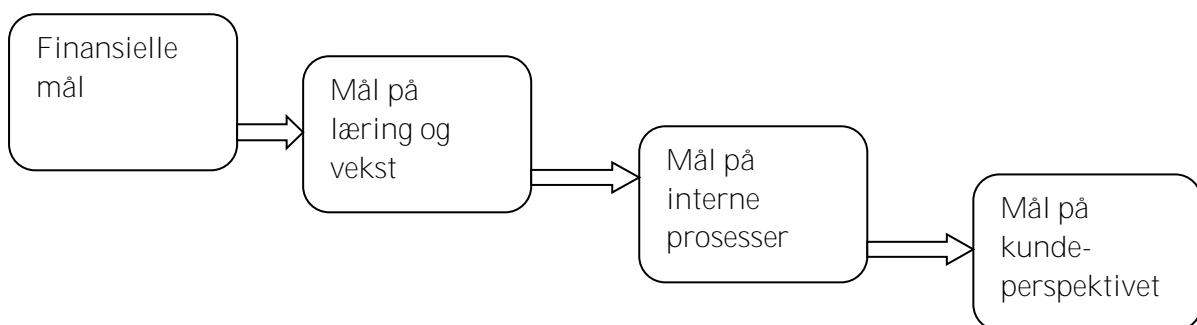 Finansielle
mål
Mål på
læring og
vekst
Mål på
interne
prosesser
Mål på
kunde-
perspektivet